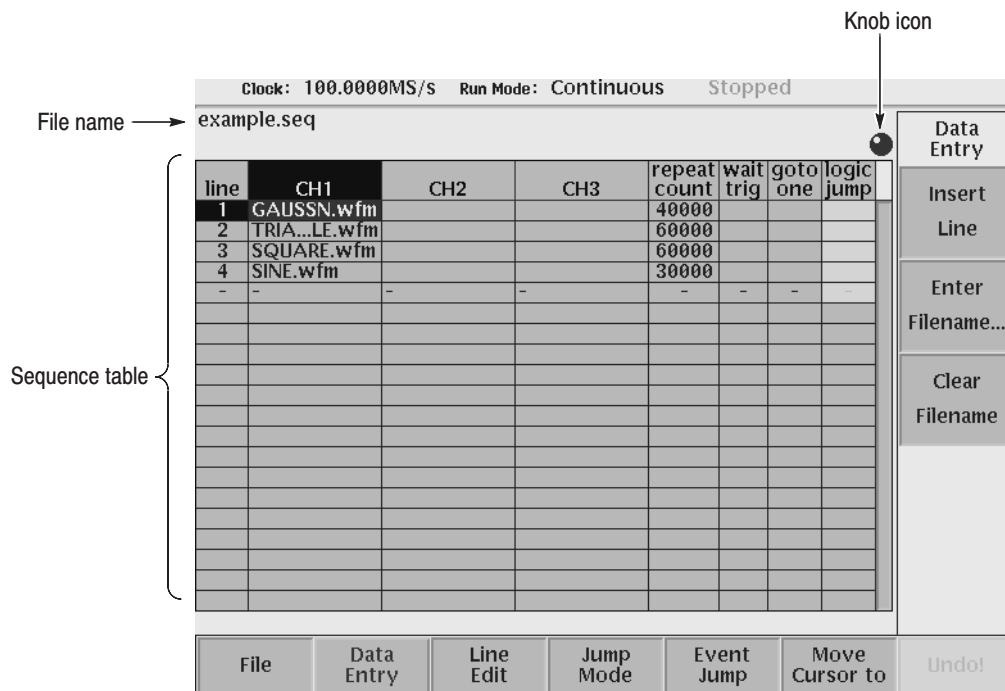 Knob icon
Clock: 100.0000MS/s Run Mode: Continuous Stopped
File name
example.seq
Data
Entry
line CH1 CH2 CH3 repeat count wait trig goto one logic jump
1 GAUSSN.wfm 40000
2 TRIA...LE.wfm 60000
3 SQUARE.wfm 60000
4 SINE.wfm 30000
- - - - - - - -
Insert
Line
Enter
Filename...
Clear
Filename
Sequence table
File
Data
Entry
Line
Edit
Jump
Mode
Event
Jump
Move
Cursor to
Undo!